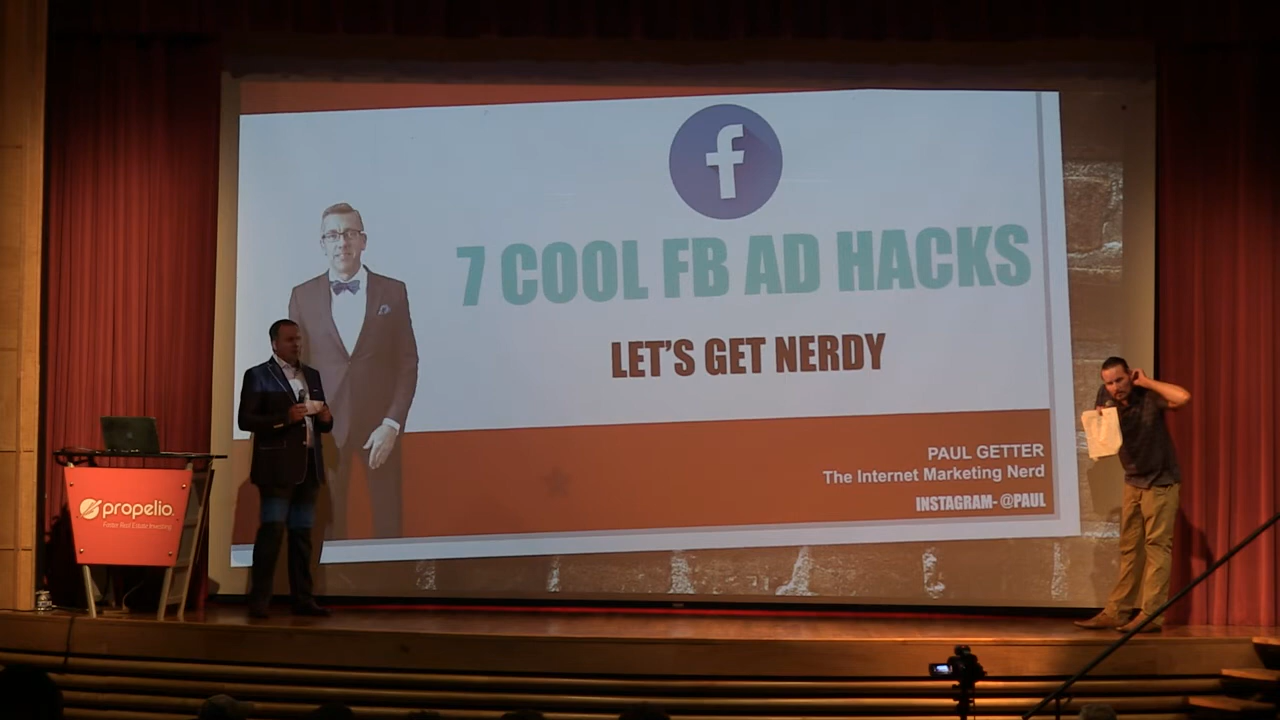 f
7 COOL FB AD HACKS
LET'S GET NERDY
PAUL GETTER
The Internet Marketing Nerd
INSTAGRAM- @PAUL
propelio
Faster Real Estate Investing